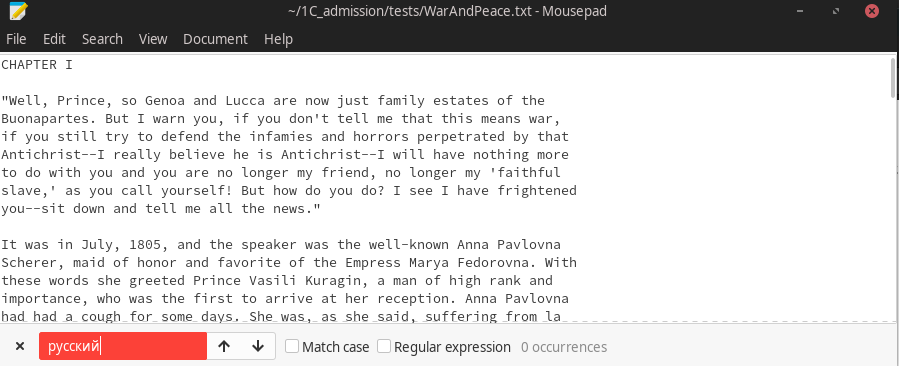 ~/1C_admission/tests/WarAndPeace.txt - Mousepad
File Edit Search View Document Help
CHAPTER I
"Well, Prince, so Genoa and Lucca are now just family estates of the
Buonapartes. But I warn you, if you don't tell me that this means war,
if you still try to defend the infamies and horrors perpetrated by that
Antichrist--I really believe he is Antichrist--I will have nothing more
to do with you and you are no longer my friend, no longer my 'faithful
slave,' as you call yourself! But how do you do? I see I have frightened
you--sit down and tell me all the news."
It was in July, 1805, and the speaker was the well-known Anna Pavlovna
Scherer, maid of honor and favorite of the Empress Marya Fedorovna. With
these words she greeted Prince Vasili Kuragin, a man of high rank and
importance, who was the first to arrive at her reception. Anna Pavlovna
had had a cough for some days. She was, as she said, suffering from la
русский Match case Regular expression 0 occurrences